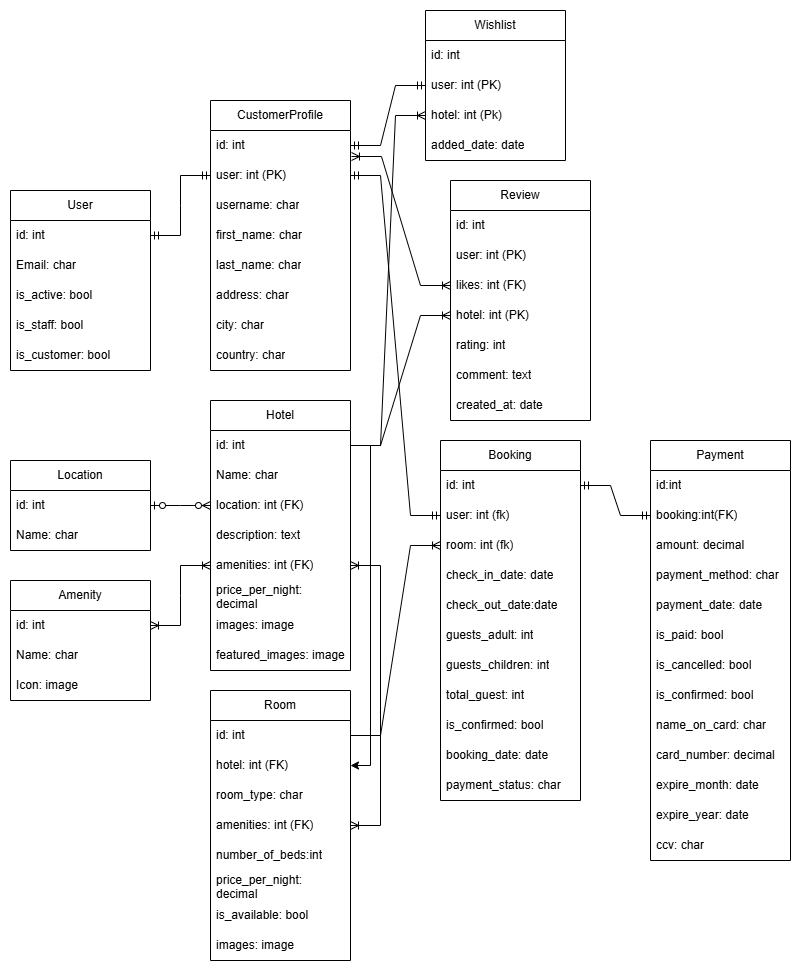 Wishlist
id: int
user: int (PK)
hotel: int (Pk)
added_date: date
CustomerProfile
id: int
user: int (PK)
username: char
first_name: char
last_name: char
address: char
city: char
country: char
Review
id: int
user: int (PK)
likes: int (FK)
hotel: int (PK)
rating: int
comment: text
created_at: date
User
id: int
Email: char
is_active: bool
is_staff: bool
is_customer: bool
Hotel
id: int
Name: char
location: int (FK)
description: text
amenities: int (FK)
price_per_night:
decimal
images: image
featured_images: image
Location
id: int
Name: char
Amenity
id: int
Name: char
Icon: image
Room
id: int
hotel: int (FK)
room_type: char
amenities: int (FK)
number_of_beds:int
price_per_night:
decimal
is_available: bool
images: image
Booking
id: int
user: int (fk)
room: int (fk)
check_in_date: date
check_out_date:date
guests_adult: int
guests_children: int
total_guest: int
is_confirmed: bool
booking_date: date
payment_status: char
Payment
id:int
booking:int(FK)
amount: decimal
payment_method: char
payment_date: date
is_paid: bool
is_cancelled: bool
is_confirmed: bool
name_on_card: char
card_number: decimal
expire_month: date
expire_year: date
ccv: char